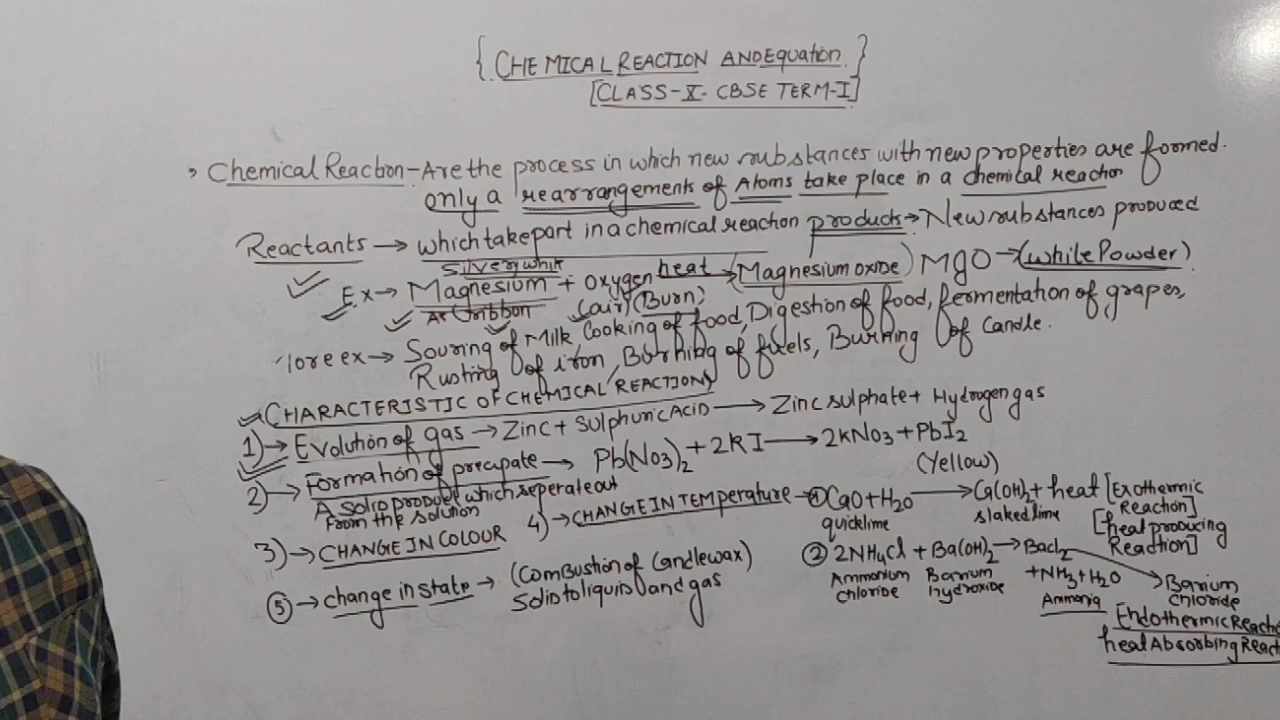 { CHEMICAL REACTION AND EQuation }
[CLASS-X- CBSE TERM-I]
> Chemical Reaction - Are the process in which new substances with new properties are formed.
only a rearrangements of Atoms take place in a chemical reaction
Reactants → which take part in a chemical reaction products → New substances produced
Silvery whit
Ex → Magnesium + Oxygen heat → (Magnesium oxide) MgO - (white Powder)
ribbon (air) (Burn)
ore ex → Souring of Milk, Cooking of food, Digestion of food, fermentation of grapes,
Rusting of iron, Burning of fuels, Burning of Candle.
CHARACTERISTIC OF CHEMICAL REACTIONS
1) → Evolution of gas → Zinc + Sulphuric ACID → Zinc sulphate + Hydrogen gas
2) → Formation of precipate → Pb(No3)2 + 2KI → 2KNO3 + PbI2
(Yellow)
A solid product which seperate out
From the solution
3) → CHANGE IN COLOUR
4) → CHANGE IN TEMPerature - ① CaO + H2O → Ca(OH)2 + heat [Exothermic Reaction]
quicklime slaked lime [heat producing Reaction]
② 2NH4Cl + Ba(OH)2 → Bacl2 + NH3 + H2O
Ammonium chloride Barium hydroxide Ammonia Barium chloride
Endothermic Reacti
heat Absorbing React
⑤ → change in state → (Combustion of Candle wax)
Solid to liquid and gas